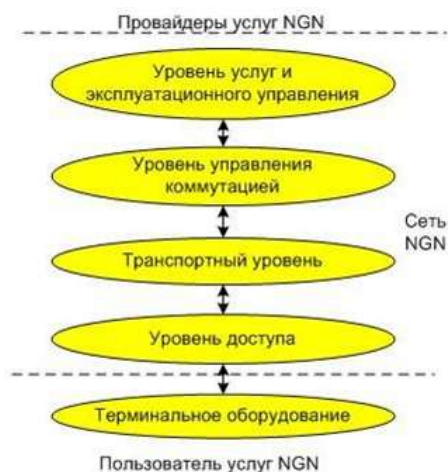 Провайдеры услуг NGN
Уровень услуг и
эксплуатационного управления
Уровень управления
коммутацией
Сеть
NGN
Транспортный уровень
Уровень доступа
Терминальное оборудование
Пользователь услуг NGN